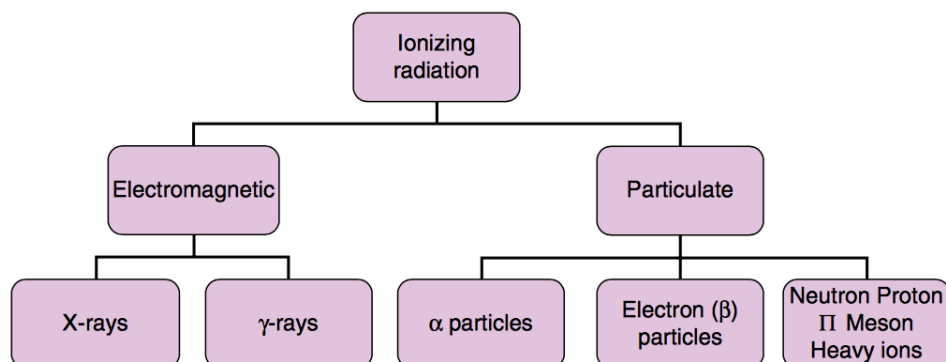 Ionizing
radiation
Electromagnetic
Particulate
X-rays
γ-rays
α particles
Electron (β)
particles
Neutron Proton
Π Meson
Heavy ions